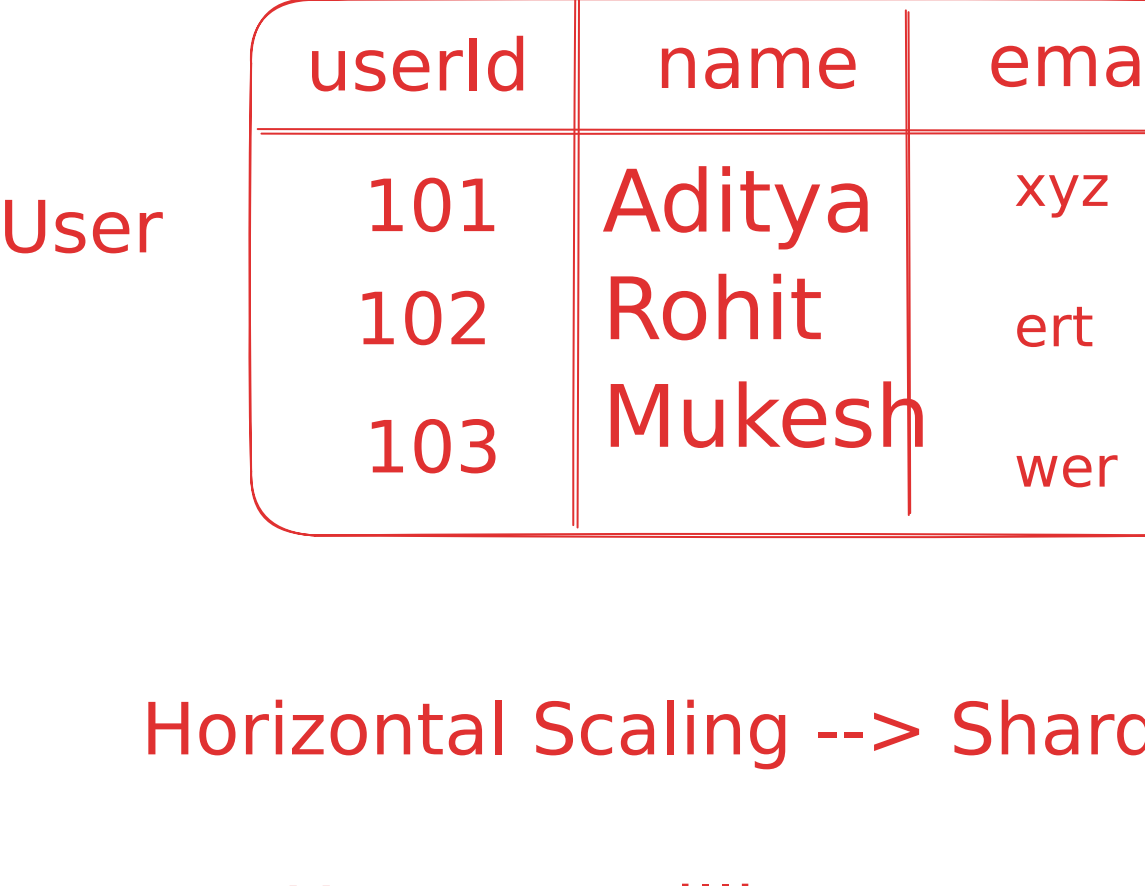 userId name ema
User
101 Aditya xyz
102 Rohit ert
103 Mukesh wer
Horizontal Scaling --> Shard